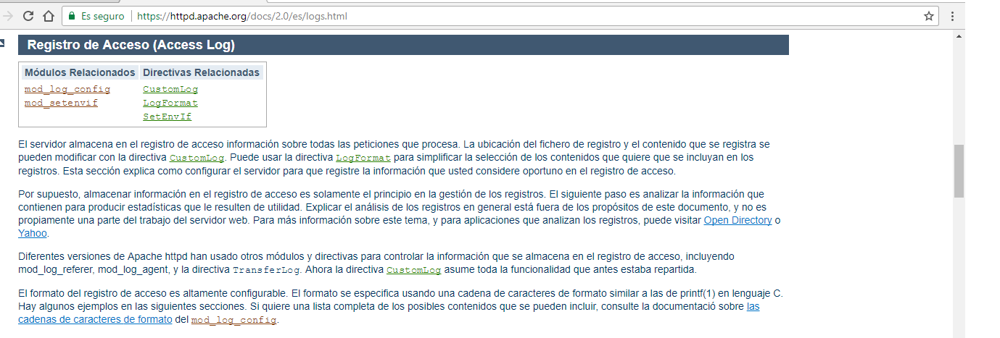 Es seguro https://httpd.apache.org/docs/2.0/es/logs.html
Registro de Acceso (Access Log)
Módulos Relacionados Directivas Relacionadas
mod_log_config CustomLog
mod_setenvif LogFormat
SetEnvIf
El servidor almacena en el registro de acceso información sobre todas las peticiones que procesa. La ubicación del fichero de registro y el contenido que se registra se
pueden modificar con la directiva CustomLog. Puede usar la directiva LogFormat para simplificar la selección de los contenidos que quiere que se incluyan en los
registros. Esta sección explica como configurar el servidor para que registre la información que usted considere oportuno en el registro de acceso.
Por supuesto, almacenar información en el registro de acceso es solamente el principio en la gestión de los registros. El siguiente paso es analizar la información que
contienen para producir estadísticas que le resulten de utilidad. Explicar el análisis de los registros en general está fuera de los propósitos de este documento, y no es
propiamente una parte del trabajo del servidor web. Para más información sobre este tema, y para aplicaciones que analizan los registros, puede visitar Open Directory o
Yahoo.
Diferentes versiones de Apache httpd han usado otros módulos y directivas para controlar la información que se almacena en el registro de acceso, incluyendo
mod_log_referer, mod_log_agent, y la directiva TransferLog. Ahora la directiva CustomLog asume toda la funcionalidad que antes estaba repartida.
El formato del registro de acceso es altamente configurable. El formato se especifica usando una cadena de caracteres de formato similar a las de printf(1) en lenguaje C.
Hay algunos ejemplos en las siguientes secciones. Si quiere una lista completa de los posibles contenidos que se pueden incluir, consulte la documentació sobre las
cadenas de caracteres de formato del mod_log_config.